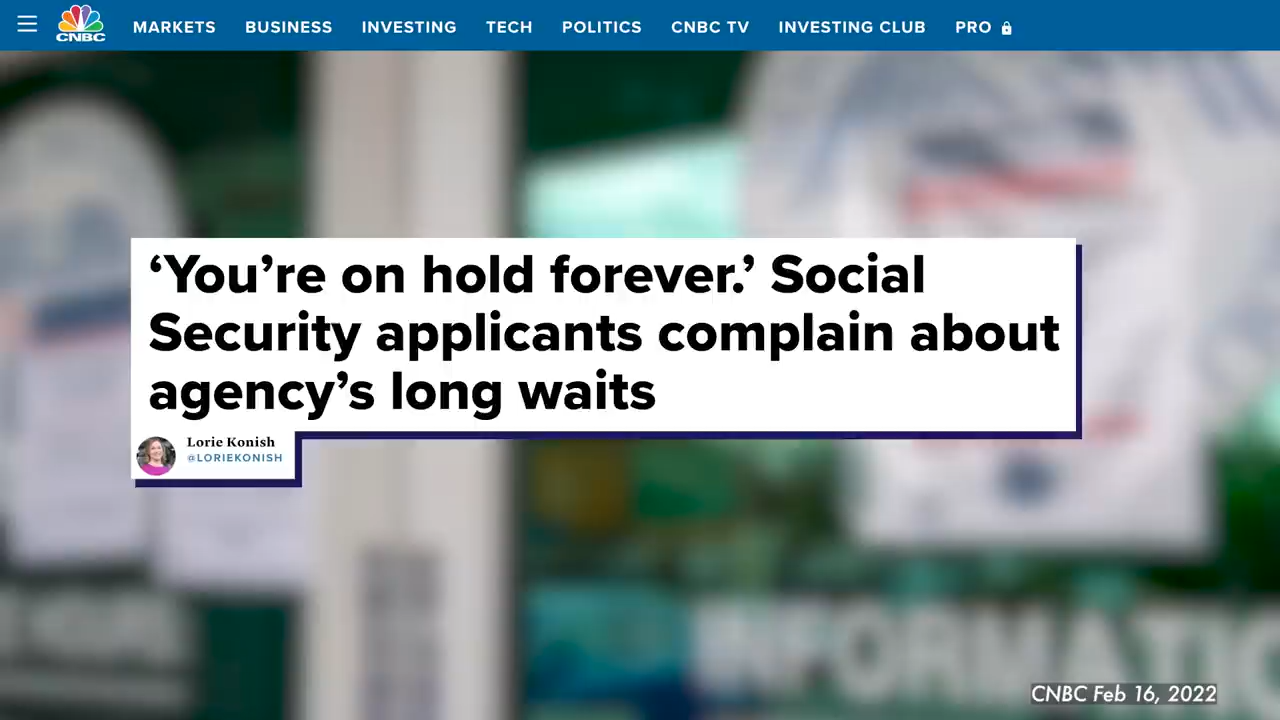 CNBC
MARKETS BUSINESS INVESTING TECH POLITICS CNBC TV INVESTING CLUB PRO
‘You’re on hold forever.’ Social
Security applicants complain about
agency’s long waits
Lorie Konish
@LORIEKONISH
INFORMATIO
CNBC Feb 16, 2022